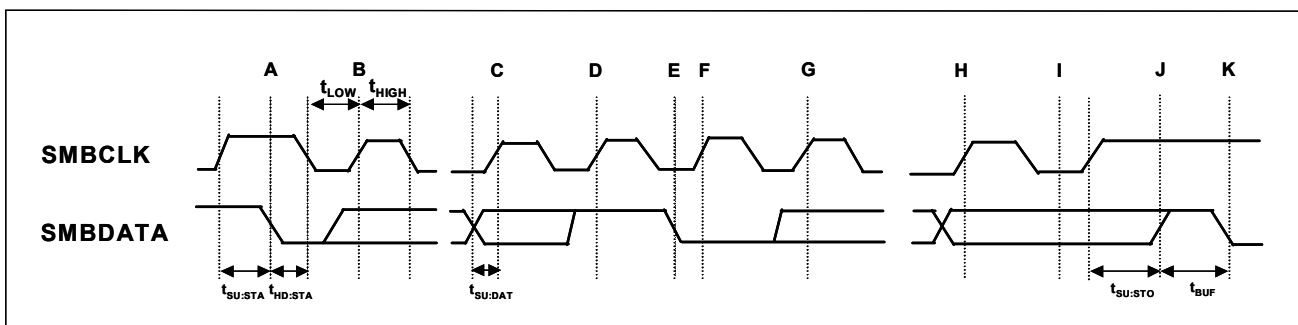 A B C D E F G H I J K
tLOW tHIGH
SMBCLK
SMBDATA
tSU:STA tHD:STA tSU:DAT tSU:STO tBUF